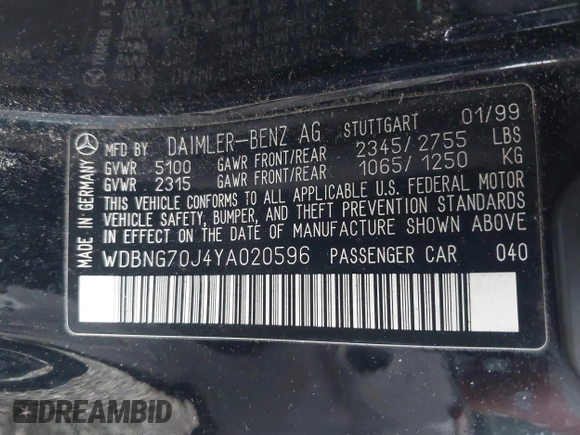 MADE IN GERMANY
MFD BY DAIMLER-BENZ AG STUTTGART 01/99
GVWR 5100 GAWR FRONT/REAR 2345/2755 LBS
GVWR 2315 GAWR FRONT/REAR 1065/1250 KG
THIS VEHICLE CONFORMS TO ALL APPLICABLE U.S. FEDERAL MOTOR
VEHICLE SAFETY, BUMPER, AND THEFT PREVENTION STANDARDS
IN EFFECT ON THE DATE OF MANUFACTURE SHOWN ABOVE
WDBNG70J4YA020596 PASSENGER CAR 040
DREAMBID